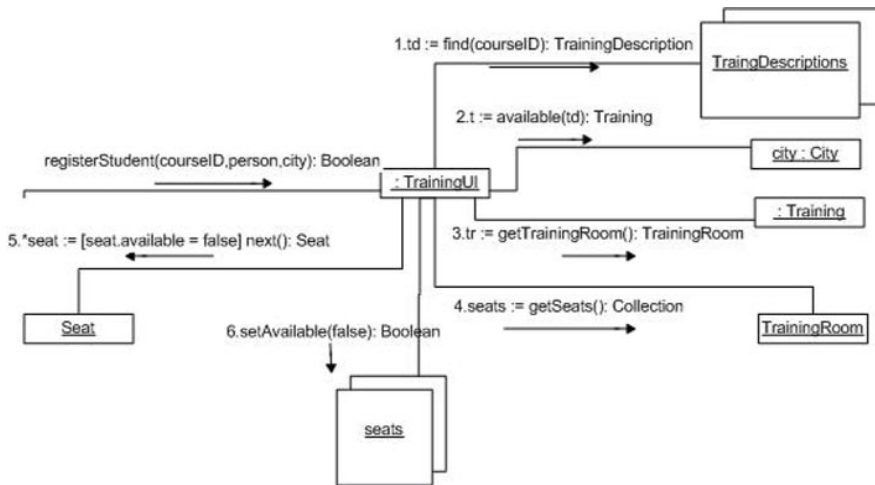 1.td := find(courseID): TrainingDescription
TraingDescriptions
2.t := available(td): Training
registerStudent(courseID,person,city): Boolean
city : City
: TrainingUI
: Training
5.*seat := [seat.available = false] next(): Seat
3.tr := getTrainingRoom(): TrainingRoom
4.seats := getSeats(): Collection
Seat
6.setAvailable(false): Boolean
TrainingRoom
seats